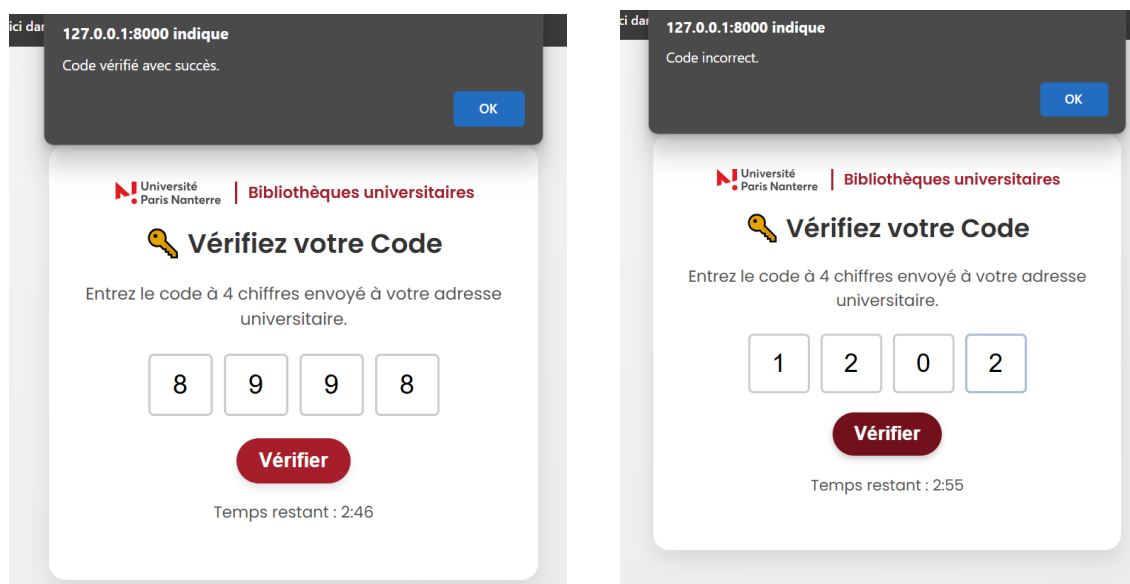 ici dar
127.0.0.1:8000 indique
Code vérifié avec succès.
OK
Université
Paris Nanterre
Bibliothèques universitaires
Vérifiez votre Code
Entrez le code à 4 chiffres envoyé à votre adresse
universitaire.
8 9 9 8
Vérifier
Temps restant : 2:46
ci dar
127.0.0.1:8000 indique
Code incorrect.
OK
Université
Paris Nanterre
Bibliothèques universitaires
Vérifiez votre Code
Entrez le code à 4 chiffres envoyé à votre adresse
universitaire.
1 2 0 2
Vérifier
Temps restant : 2:55